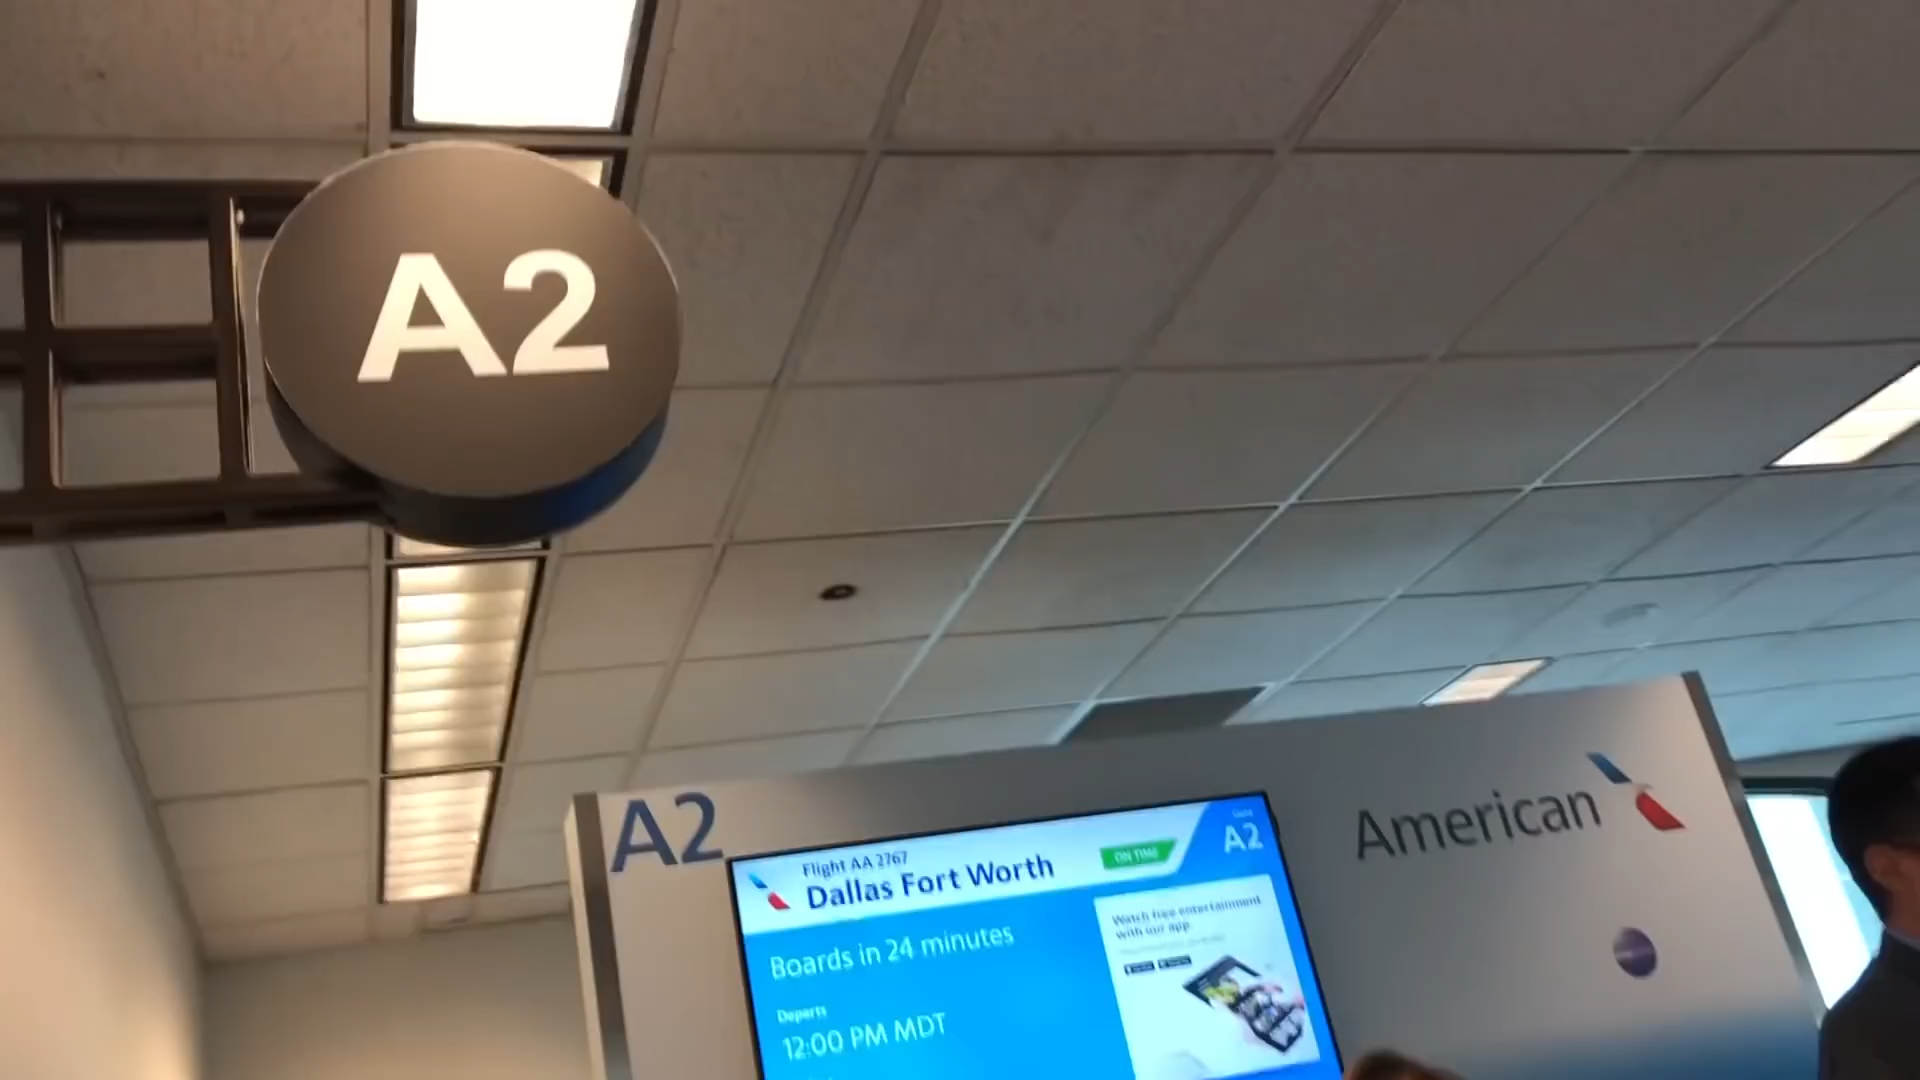 A2
A2
American
Flight AA 2767
Dallas Fort Worth
ON TIME
Gate
A2
Boards in 24 minutes
Watch free entertainment
with our app.
Departs
12:00 PM MDT